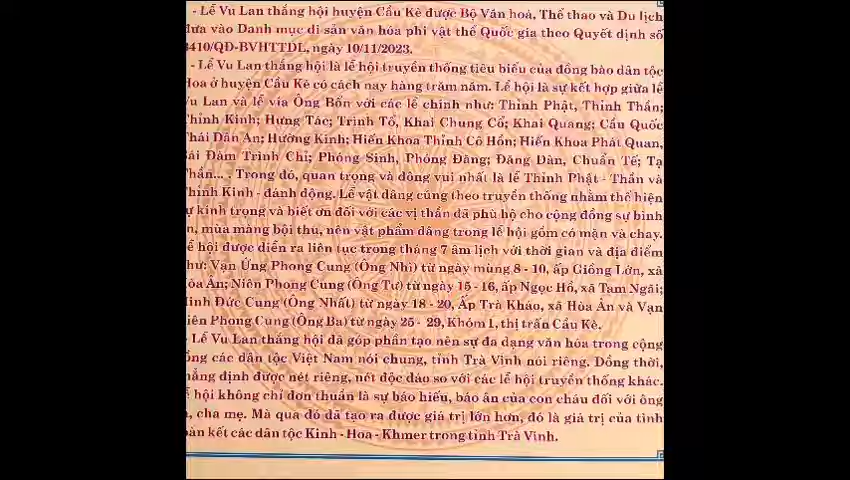 - Lễ Vu Lan thắng hội huyện Cầu Kè được Bộ Văn hoá, Thể thao và Du lịch
đưa vào Danh mục di sản văn hóa phi vật thể Quốc gia theo Quyết định số
3410/QĐ-BVHTTDL, ngày 10/11/2023.
- Lễ Vu Lan thắng hội là lễ hội truyền thống tiêu biểu của đồng bào dân tộc
Hoa ở huyện Cầu Kè có cách nay hàng trăm năm. Lễ hội là sự kết hợp giữa lễ
Vu Lan và lễ vía Ông Bổn với các lễ chính như: Thỉnh Phật, Thỉnh Thần;
Thỉnh Kinh; Hưng Tác; Trình Tổ, Khai Chung Cổ; Khai Quang; Cầu Quốc
Thái Dân An; Hưởng Kinh; Hiến Khoa Thỉnh Cô Hồn; Hiến Khoa Phát Quan,
Đàm Trình Chỉ; Phóng Sinh, Phóng Đăng; Đăng Dàn, Chuẩn Tế; Tạ
Thần... . Trong đó, quan trọng và đông vui nhất là lễ Thỉnh Phật - Thần và
Thỉnh Kinh - đánh động. Lễ vật dâng cúng theo truyền thống nhằm thể hiện
sự kính trọng và biết ơn đối với các vị thần đã phù hộ cho cộng đồng sự bình
n, mùa màng bội thu, nên vật phẩm dâng trong lễ hội gồm có mặn và chay.
ễ hội được diễn ra liên tục trong tháng 7 âm lịch với thời gian và địa điểm
hư: Vạn Ứng Phong Cung (Ông Nhì) từ ngày mùng 8 - 10, ấp Giồng Lớn, xã
òa Ân; Niên Phong Cung (Ông Tư) từ ngày 15 - 16, ấp Ngọc Hồ, xã Tam Ngãi;
inh Đức Cung (Ông Nhất) từ ngày 18 - 20, Ấp Trà Kháo, xã Hòa Ân và Vạn
iên Phong Cung (Ông Ba) từ ngày 25 - 29, Khóm 1, thị trấn Cầu Kè.
Lễ Vu Lan thắng hội đã góp phần tạo nên sự đa dạng văn hóa trong cộng
ồng các dân tộc Việt Nam nói chung, tỉnh Trà Vinh nói riêng. Đồng thời,
hẳng định được nét riêng, nét độc đáo so với các lễ hội truyền thống khác.
ễ hội không chỉ đơn thuần là sự báo hiếu, báo ân của con cháu đối với ông
, cha mẹ. Mà qua đó đã tạo ra được giá trị lớn hơn, đó là giá trị của tình
oàn kết các dân tộc Kinh - Hoa - Khmer trong tỉnh Trà Vinh.